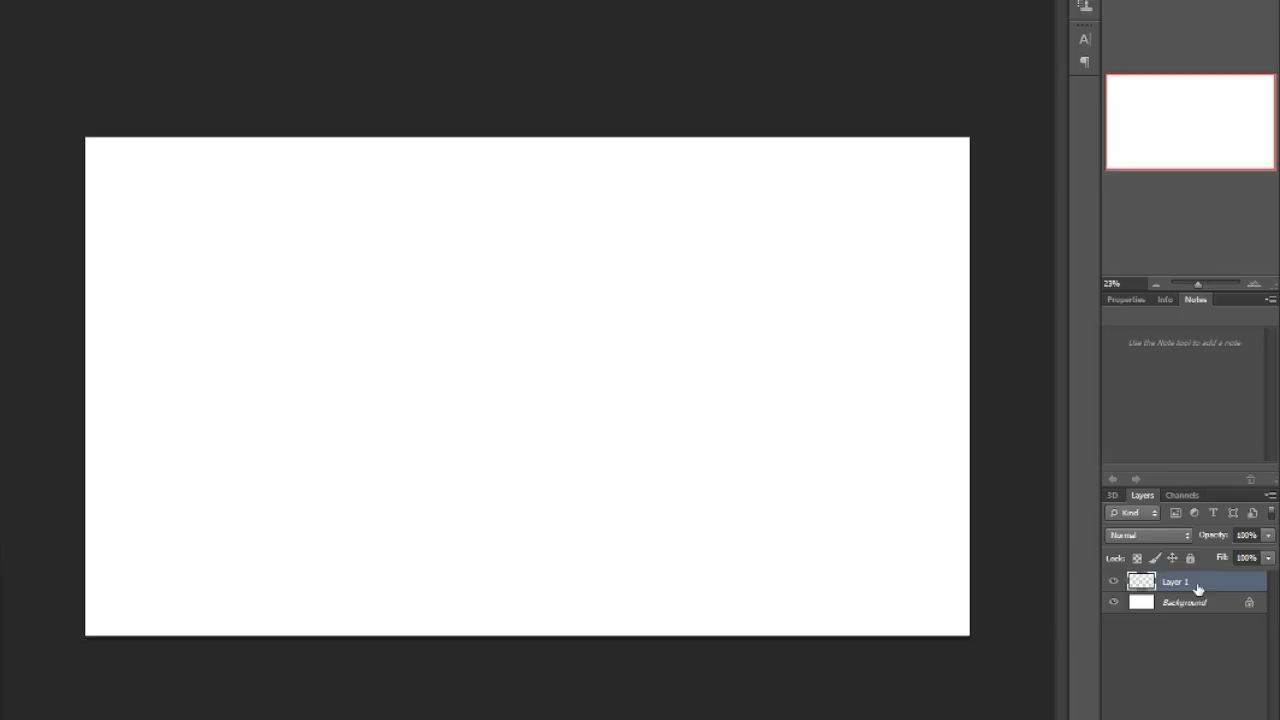 A|
¶
23%
Properties Info Notes
Use the Note tool to add a note
3D Layers Channels
Kind
Normal Opacity: 100%
Lock: Fill: 100%
Layer 1
Background